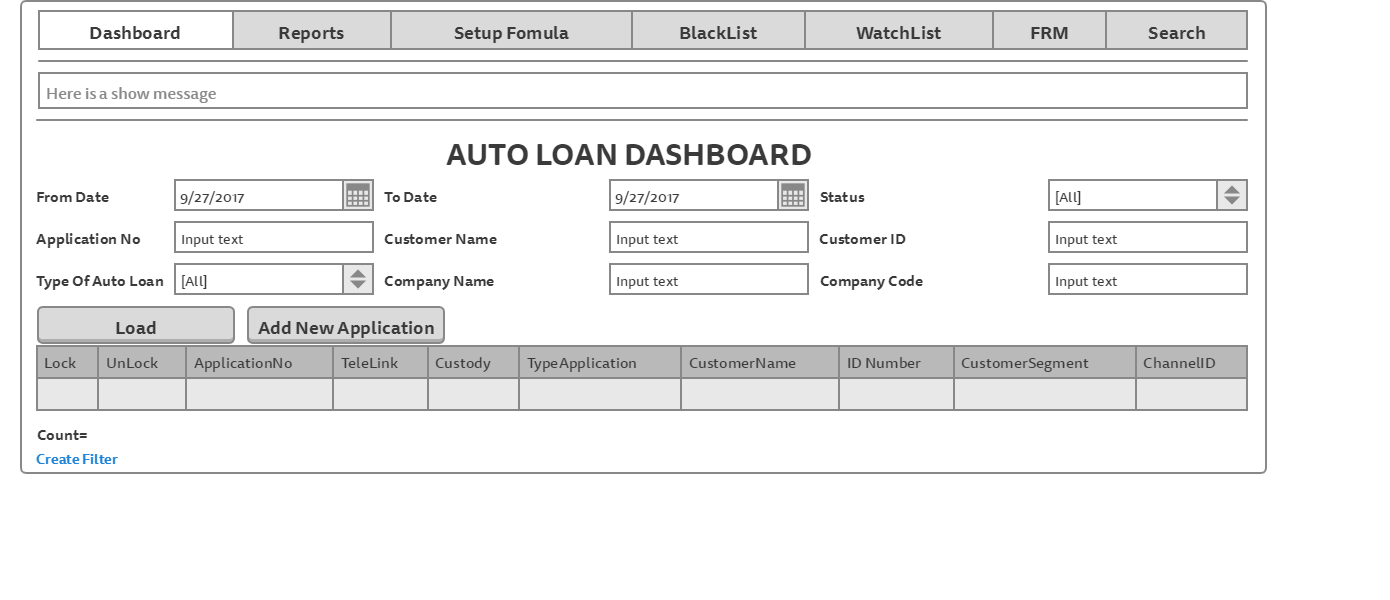 Dashboard Reports Setup Fomula BlackList WatchList FRM Search
Here is a show message
AUTO LOAN DASHBOARD
From Date 9/27/2017 To Date 9/27/2017 Status [All]
Application No Input text Customer Name Input text Customer ID Input text
Type Of Auto Loan [All] Company Name Input text Company Code Input text
Load Add New Application
Lock UnLock ApplicationNo TeleLink Custody TypeApplication CustomerName ID Number CustomerSegment ChannelID
Count=
Create Filter